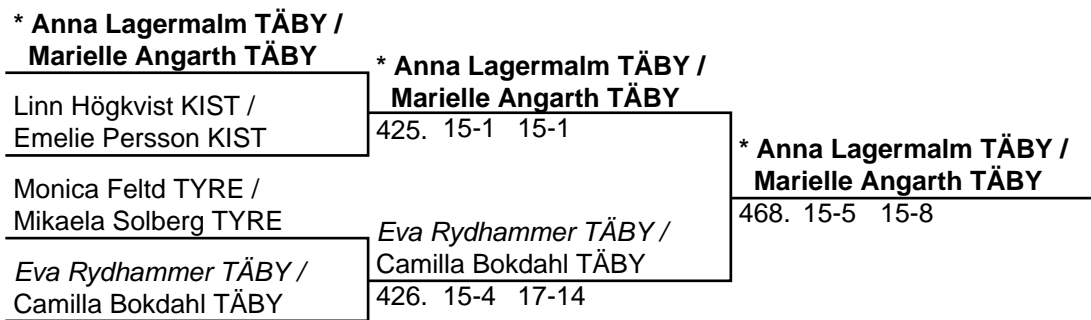 * Anna Lagermalm TÄBY /
Marielle Angarth TÄBY
Linn Högkvist KIST /
Emelie Persson KIST
Monica Feltd TYRE /
Mikaela Solberg TYRE
Eva Rydhammer TÄBY /
Camilla Bokdahl TÄBY
* Anna Lagermalm TÄBY /
Marielle Angarth TÄBY
425. 15-1 15-1
Eva Rydhammer TÄBY /
Camilla Bokdahl TÄBY
426. 15-4 17-14
* Anna Lagermalm TÄBY /
Marielle Angarth TÄBY
468. 15-5 15-8